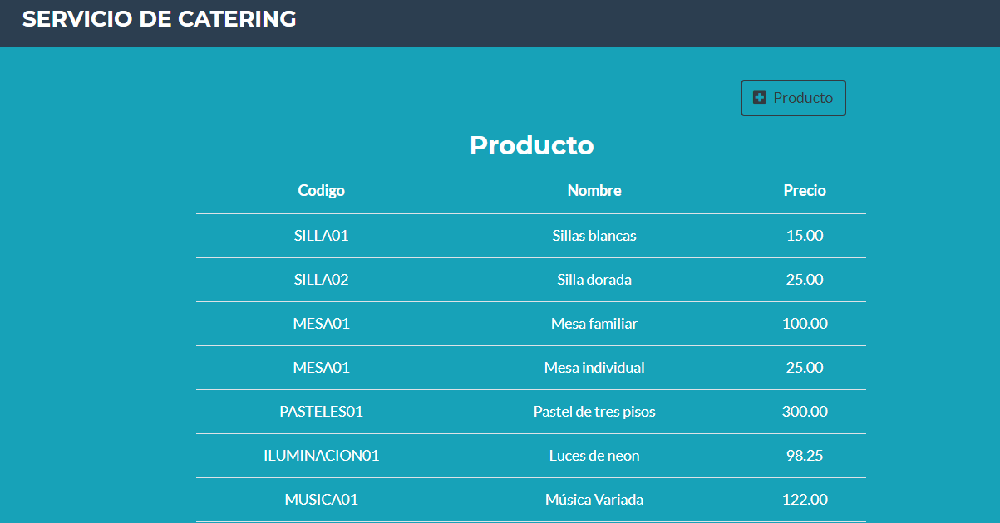 SERVICIO DE CATERING
Producto
Producto
Codigo Nombre Precio
SILLA01 Sillas blancas 15.00
SILLA02 Silla dorada 25.00
MESA01 Mesa familiar 100.00
MESA01 Mesa individual 25.00
PASTELES01 Pastel de tres pisos 300.00
ILUMINACION01 Luces de neon 98.25
MUSICA01 Música Variada 122.00